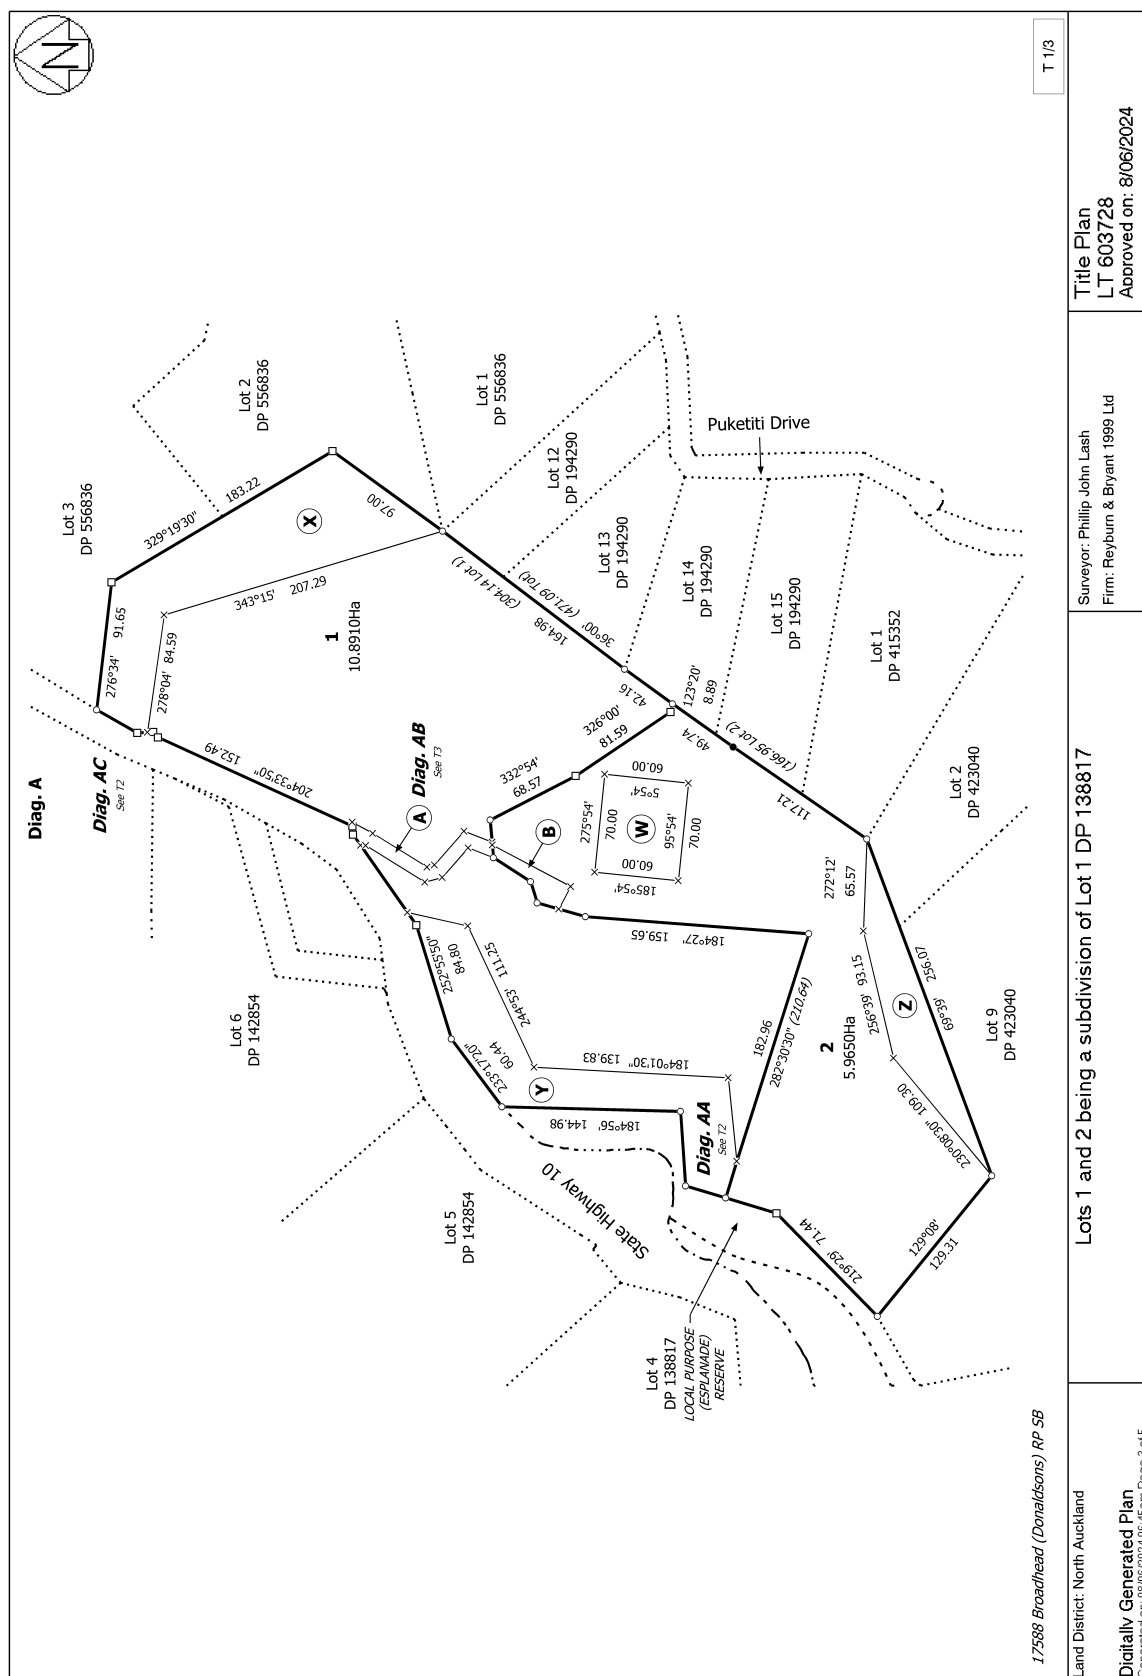 N
T 1/3
Diag. A
Diag. AC
See T2
Lot 3
DP 556836
Lot 2
DP 556836
Lot 1
DP 556836
276°34'
91.65
329°19'30"
183.22
X
97.00
278°04' 84.59
343°15' 207.29
204°33'50"
152.49
1
10.8910Ha
(304.14 Lot 1)
36°00' (471.09 Tot)
164.98
42.16
Lot 12
DP 194290
Lot 13
DP 194290
Lot 14
DP 194290
Lot 15
DP 194290
Puketiti Drive
Lot 1
DP 415352
Lot 2
DP 423040
Lot 9
DP 423040
A
Diag. AB
See T3
B
332°54'
68.57
326°00'
81.59
123°20'
8.89
49.74
(166.95 Lot 2)
117.21
275°54'
70.00
60.00
5°54'
W
95°54'
70.00
60.00
185°54'
184°27' 159.65
272°12'
65.57
256°39' 93.15
Z
230°08'30" 109.30
69°39' 256.07
2
5.9650Ha
182.96
282°30'30" (210.64)
252°55'50"
84.80
244°53' 111.25
233°17'20"
60.44
Y
184°01'30" 139.83
184°56' 144.98
Diag. AA
See T2
219°29' 71.44
129°08'
129.31
Lot 6
DP 142854
Lot 5
DP 142854
State Highway 10
Lot 4
DP 138817
LOCAL PURPOSE
(ESPLANADE)
RESERVE
17588 Broadhead (Donaldsons) RP SB
Land District: North Auckland
Digitally Generated Plan
Lots 1 and 2 being a subdivision of Lot 1 DP 138817
Surveyor: Phillip John Lash
Firm: Reyburn & Bryant 1999 Ltd
Title Plan
LT 603728
Approved on: 8/06/2024